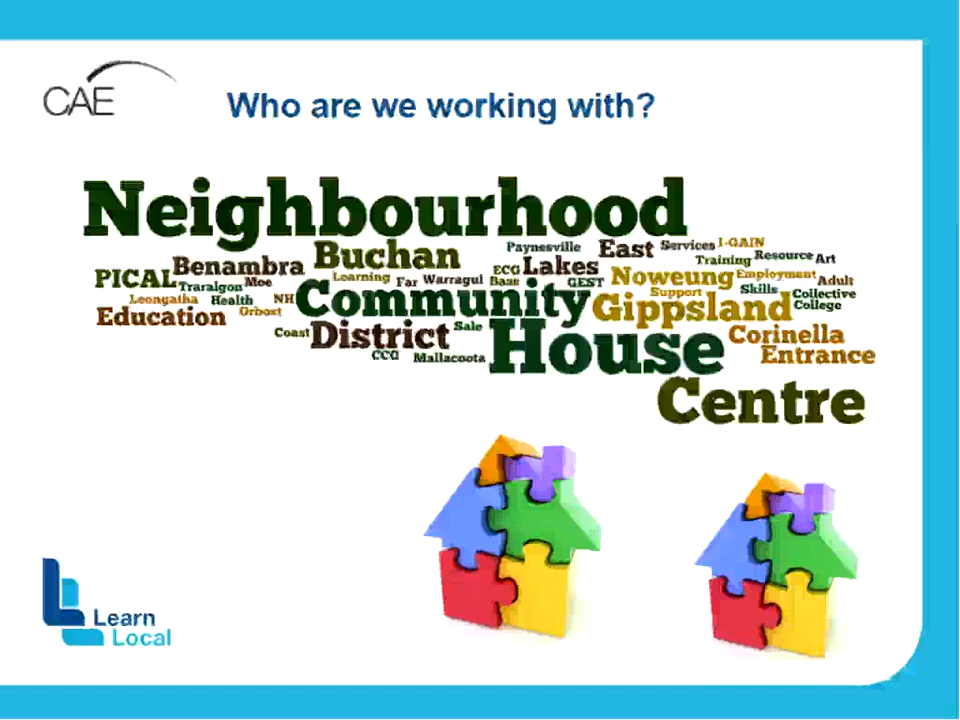 CAE
Who are we working with?
Neighbourhood
Buchan Paynesville East Services I-GAIN
PICAL Benambra Learning Far Warragul ECG Baas Lakes GEST Noweung Training Resource Art
Traralgon Moe Employment Adult
Leongatha Health NH Community Support Skills Collective
Education Orbost Gippsland College
Coast District Sale House Corinella
CCG Mallacoota Entrance
Centre
Learn
Local